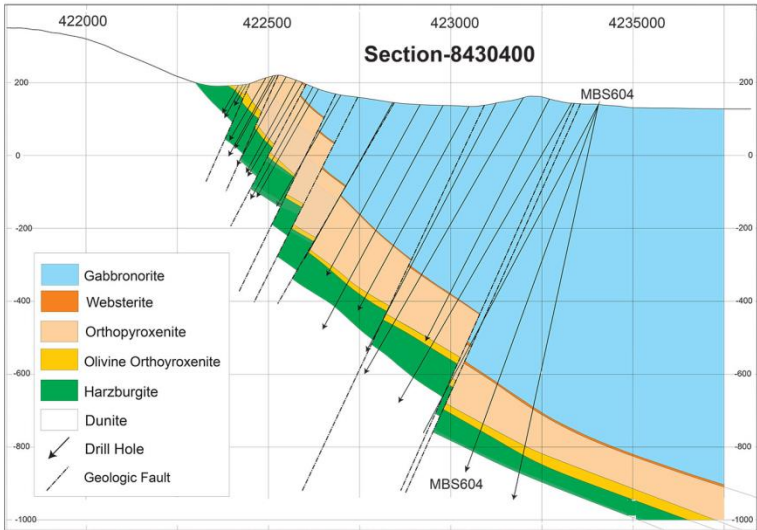 422000 422500 423000 4235000
Section-8430400
MBS604
200 200
0 0
-200 -200
-400 -400
-600 -600
-800 -800
-1000 -1000
Gabbronorite
Websterite
Orthopyroxenite
Olivine Orthoyroxenite
Harzburgite
Dunite
Drill Hole
Geologic Fault
MBS604